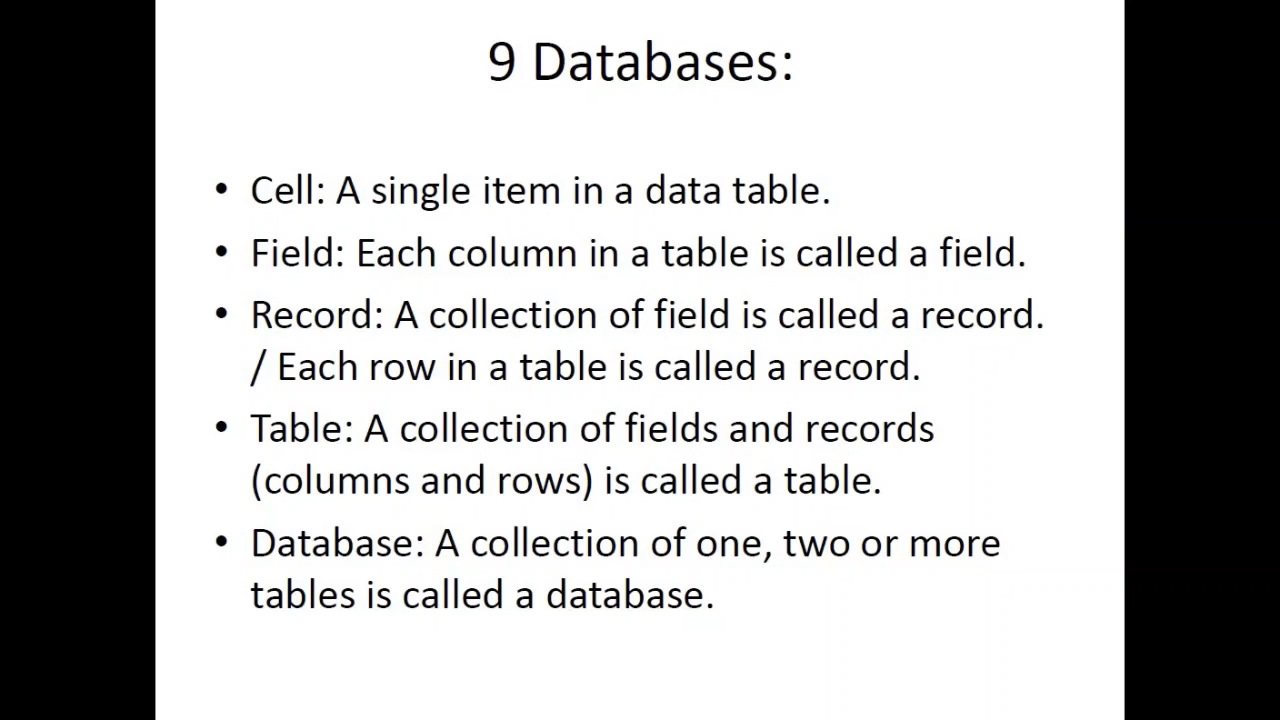 9 Databases:
• Cell: A single item in a data table.
• Field: Each column in a table is called a field.
• Record: A collection of field is called a record.
/ Each row in a table is called a record.
• Table: A collection of fields and records
(columns and rows) is called a table.
• Database: A collection of one, two or more
tables is called a database.